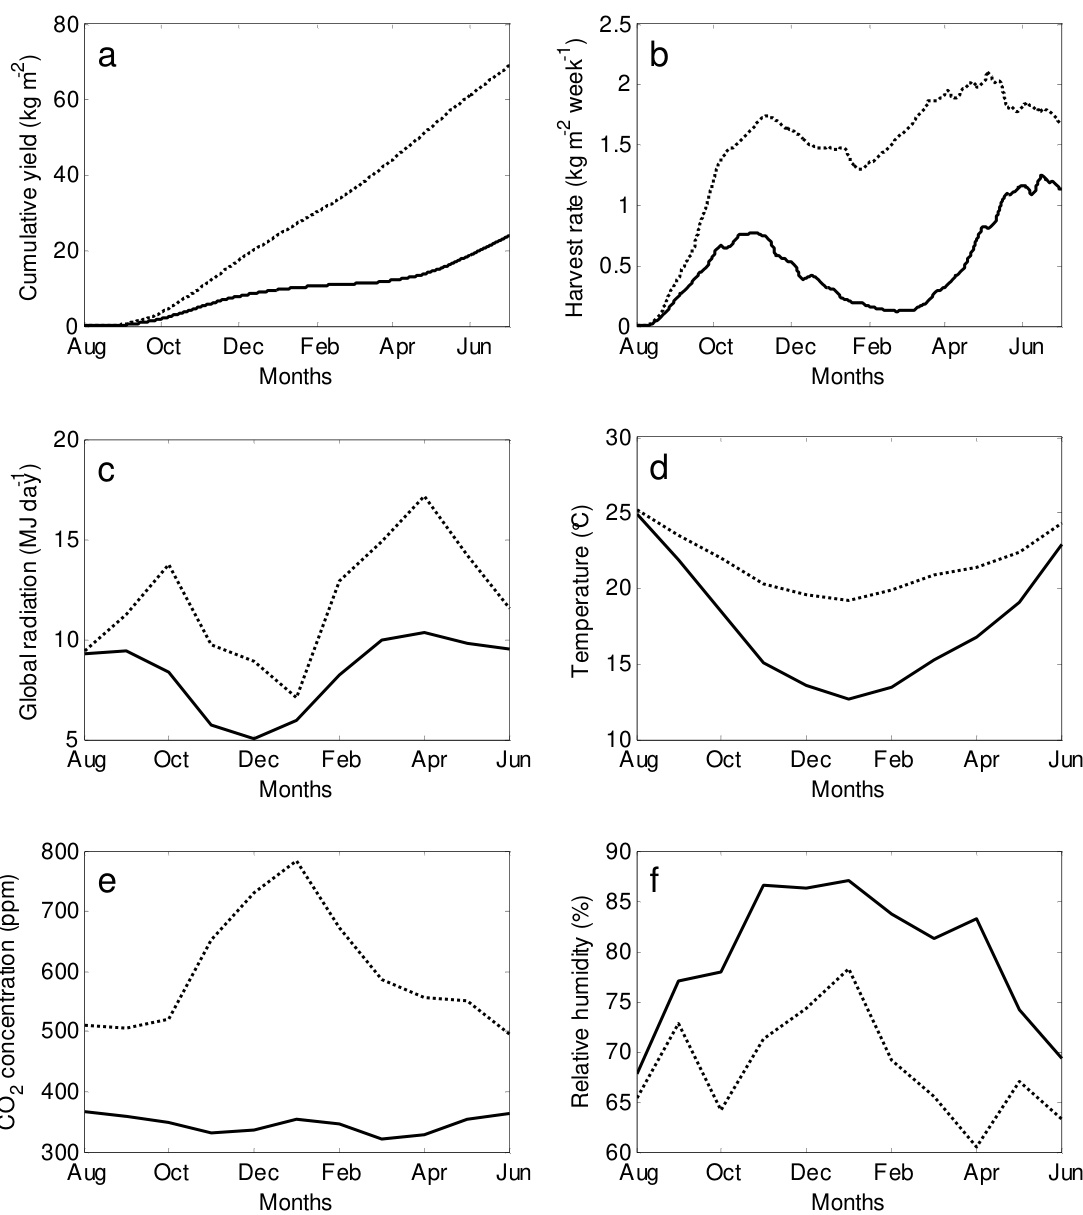 a
Cumulative yield (kg m-2)
80
60
40
20
0
Aug Oct Dec Feb Apr Jun
Months
b
Harvest rate (kg m-2 week-1)
2.5
2
1.5
1
0.5
0
Aug Oct Dec Feb Apr Jun
Months
c
Global radiation (MJ day-1)
20
15
10
5
Aug Oct Dec Feb Apr Jun
Months
d
Temperature (°C)
30
25
20
15
10
Aug Oct Dec Feb Apr Jun
Months
e
CO2 concentration (ppm)
800
700
600
500
400
300
Aug Oct Dec Feb Apr Jun
Months
f
Relative humidity (%)
90
85
80
75
70
65
60
Aug Oct Dec Feb Apr Jun
Months